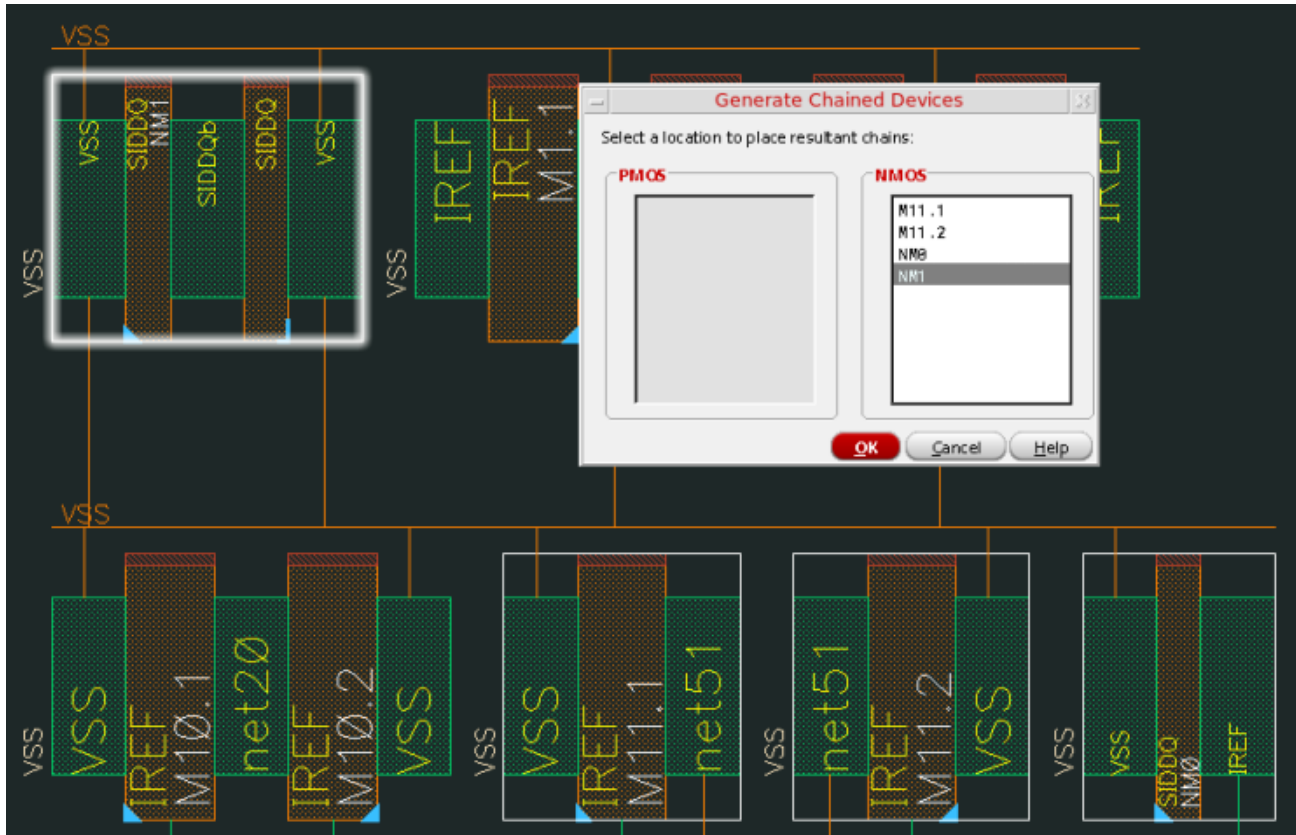 VSS
VSS
SIDDQ
NM1
SIDDQb
SIDDQ
VSS
VSS
IREF
IREF
M1.1
VSS
IREF
Generate Chained Devices
Select a location to place resultant chains:
PMOS
NMOS
M11.1
M11.2
NM0
NM1
OK
Cancel
Help
VSS
VSS
IREF
M10.1
net20
IREF
M10.2
VSS
VSS
VSS
IREF
M11.1
net51
VSS
net51
IREF
M11.2
VSS
VSS
VSS
SIDDQ
NM0
IREF
VSS